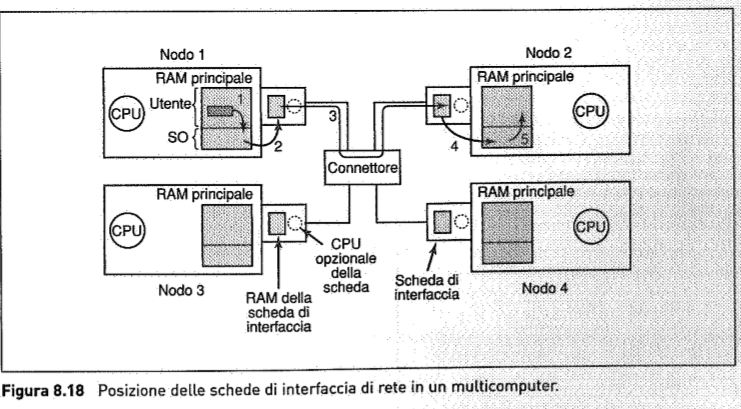 Nodo 1
Nodo 2
RAM principale
RAM principale
Utente
1
CPU
SO
2
3
4
5
CPU
Connettore
RAM principale
RAM principale
CPU
CPU
CPU
opzionale
della
scheda
Nodo 3
RAM della
scheda di
interfaccia
Scheda di
interfaccia
Nodo 4
Figura 8.18 Posizione delle schede di interfaccia di rete in un multicomputer.